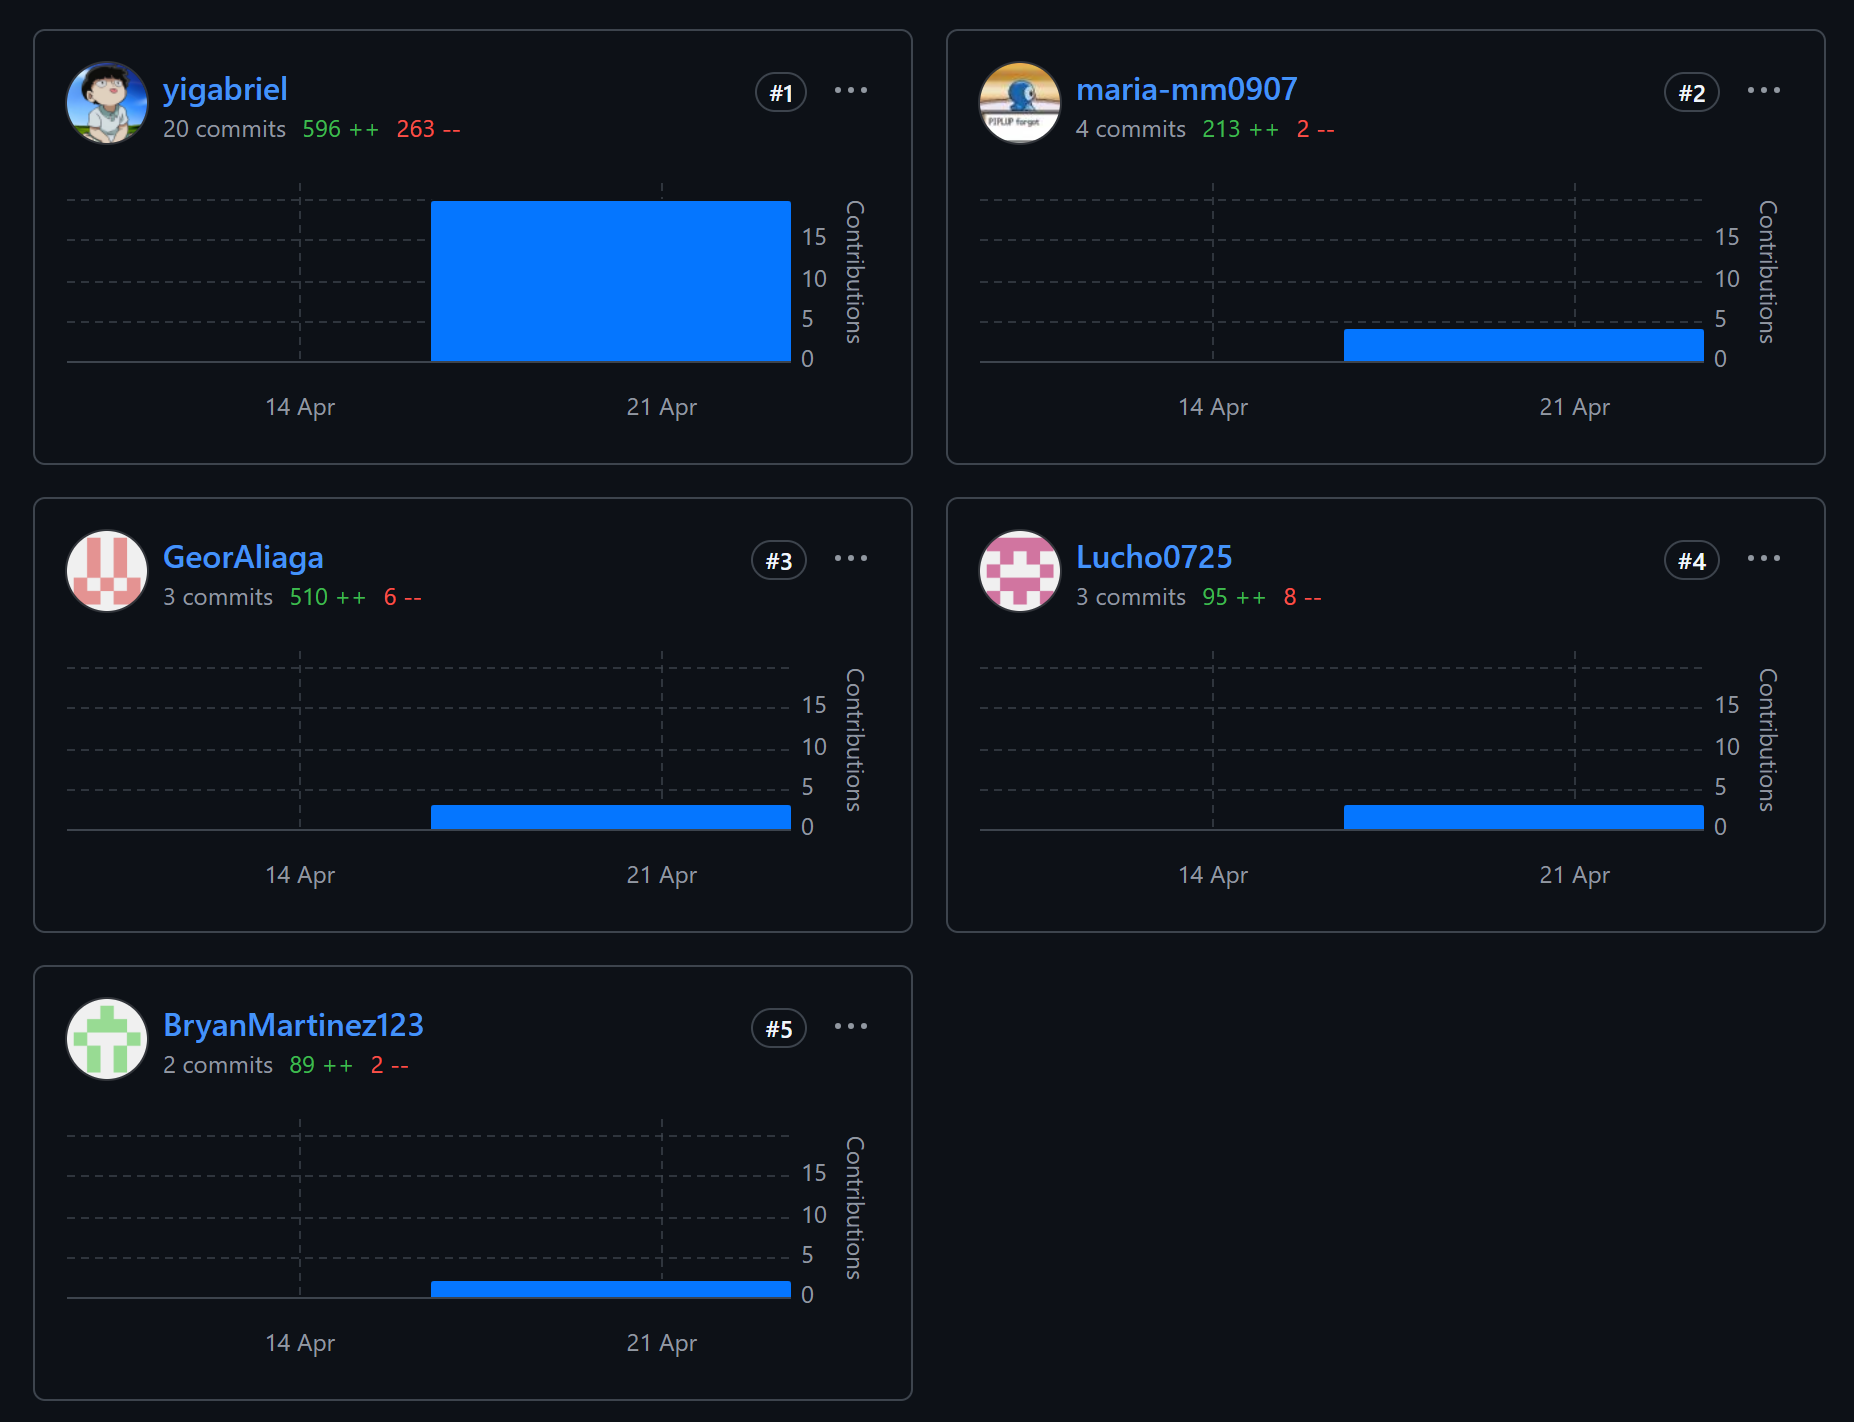 yigabriel
#1
20 commits 596 ++ 263 --
15
10
5
0
Contributions
14 Apr 21 Apr
maria-mm0907
#2
PIPLUP forgot
4 commits 213 ++ 2 --
15
10
5
0
Contributions
14 Apr 21 Apr
GeorAliaga
#3
3 commits 510 ++ 6 --
15
10
5
0
Contributions
14 Apr 21 Apr
Lucho0725
#4
3 commits 95 ++ 8 --
15
10
5
0
Contributions
14 Apr 21 Apr
BryanMartinez123
#5
2 commits 89 ++ 2 --
15
10
5
0
Contributions
14 Apr 21 Apr